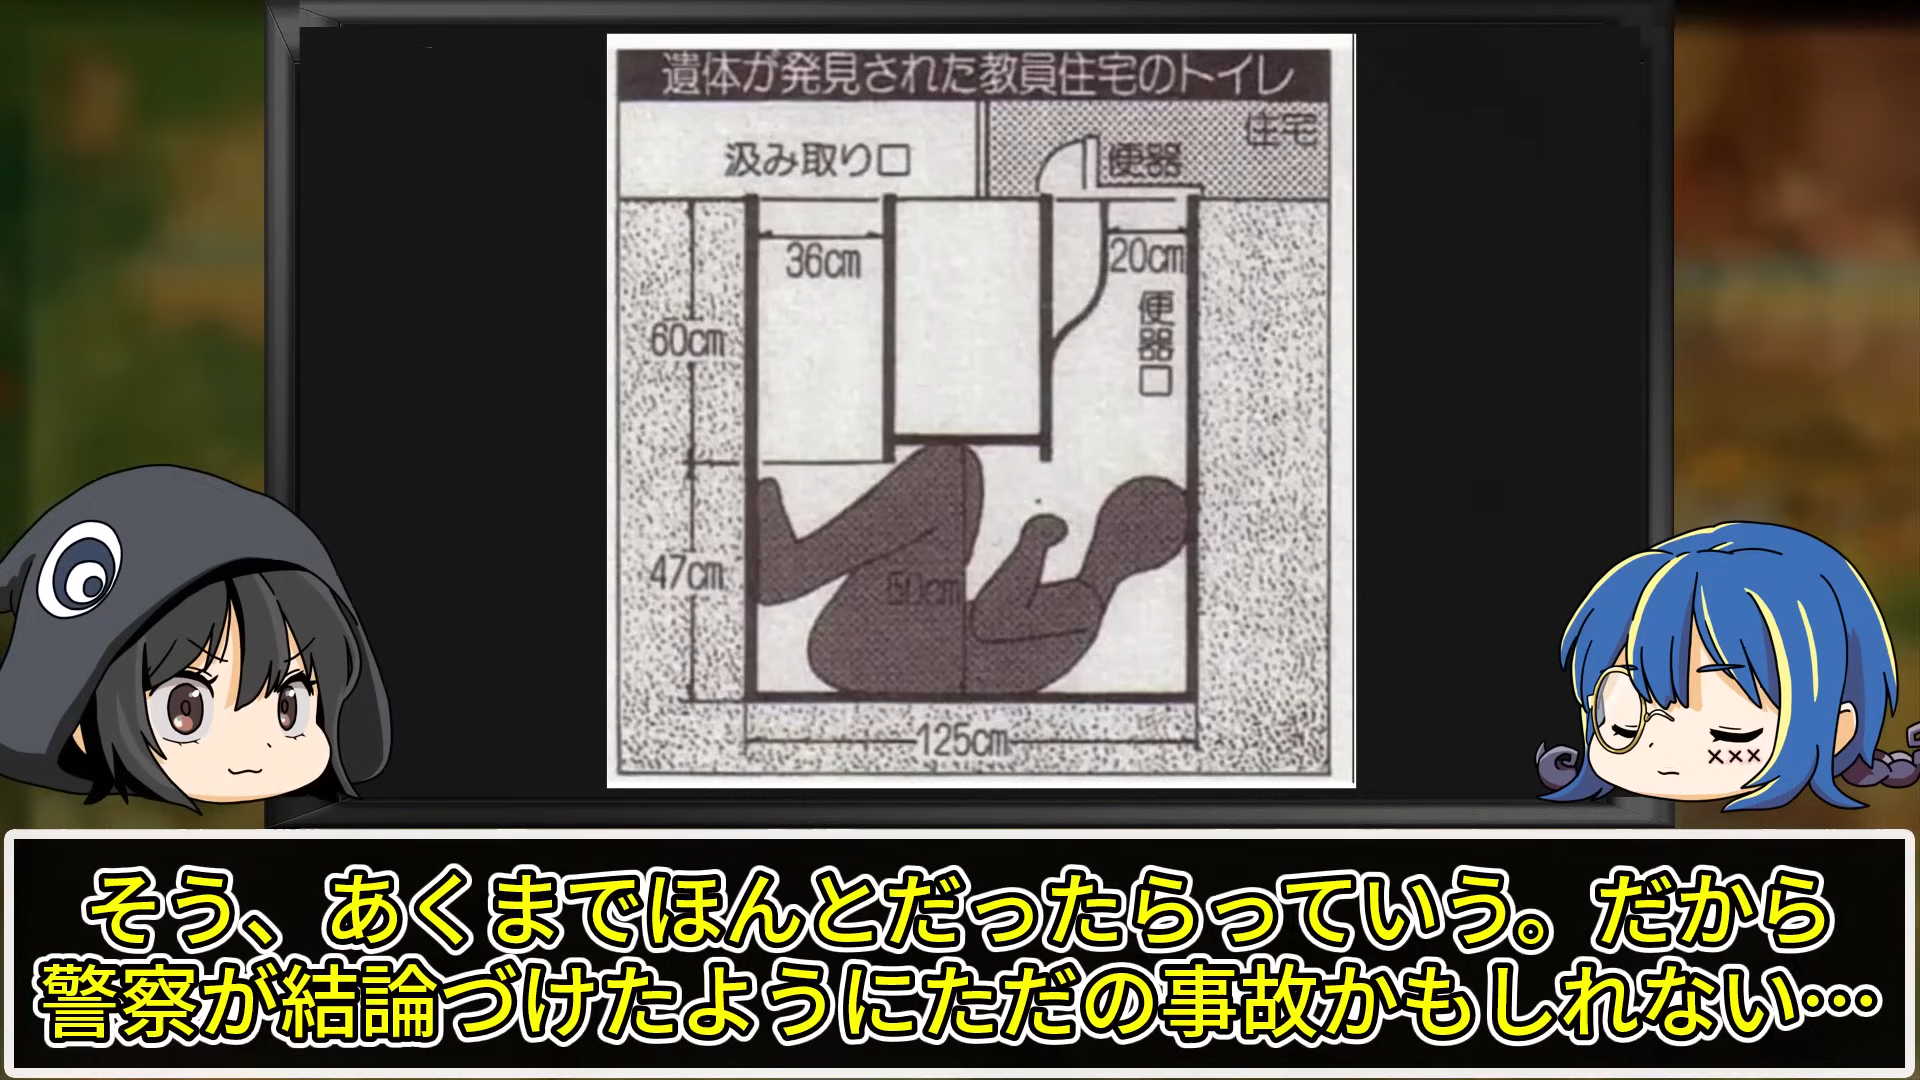 遺体が発見された教員住宅のトイレ
住宅
汲み取り口
便器
36cm
20cm
便器口
60cm
47cm
125cm
そう、あくまでほんとだったらっていう。だから
警察が結論づけたようにただの事故かもしれない…